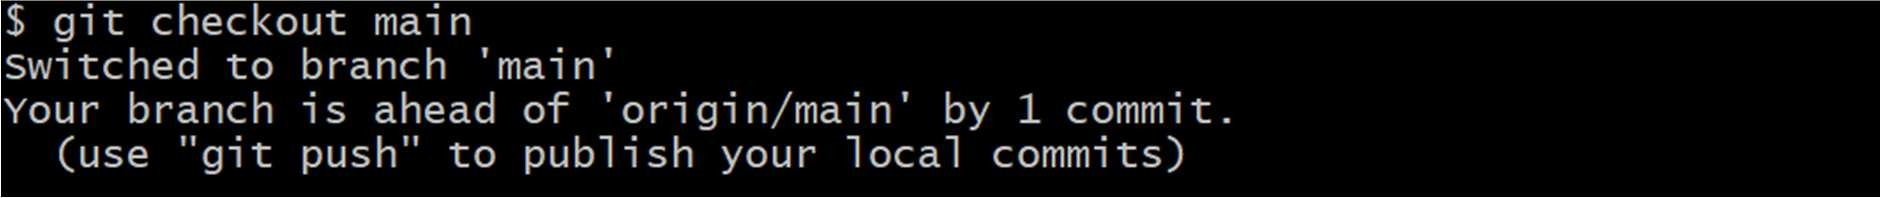 $ git checkout main
Switched to branch 'main'
Your branch is ahead of 'origin/main' by 1 commit.
  (use "git push" to publish your local commits)